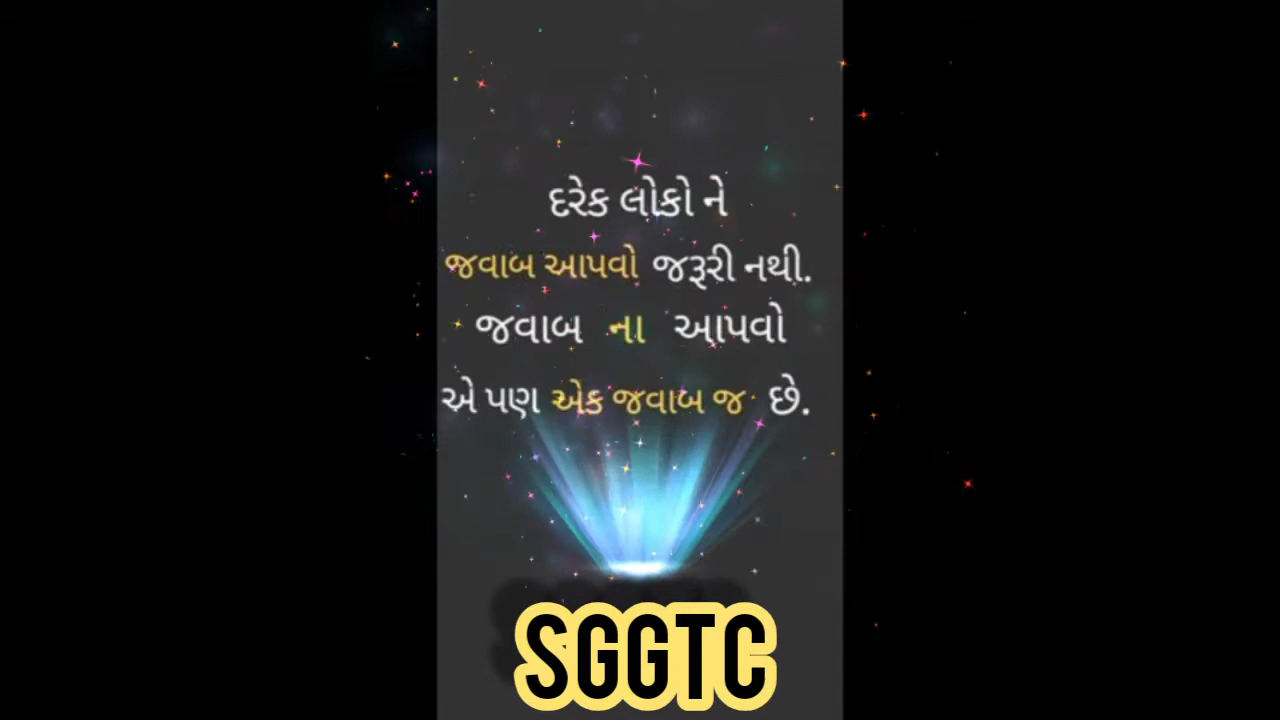 દરેક લોકો ને
જવાબ આપવો જરૂરી નથી.
જવાબ ના આપવો
એ પણ એક જવાબ જ છે.
SGGTC